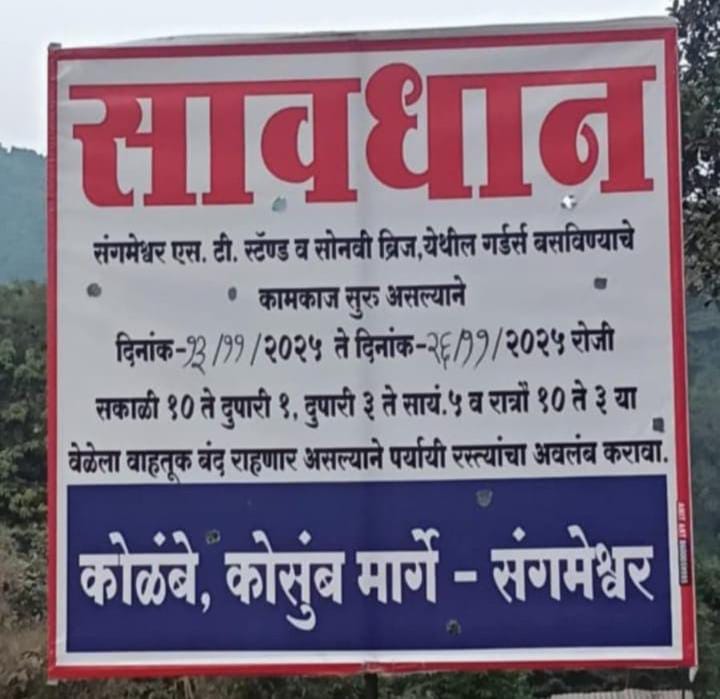 सावधान
संगमेश्वर एस. टी. स्टॅण्ड व सोनवी ब्रिज,येथील गर्डर्स बसविण्याचे
कामकाज सुरु असल्याने
दिनांक-१३/११/२०२५ ते दिनांक-२६/११/२०२५ रोजी
सकाळी १० ते दुपारी १, दुपारी ३ ते सायं.५ व रात्रौ १० ते ३ या
वेळेला वाहतूक बंद राहणार असल्याने पर्यायी रस्त्यांचा अवलंब करावा.
कोळंबे, कोसुंब मार्गे - संगमेश्वर